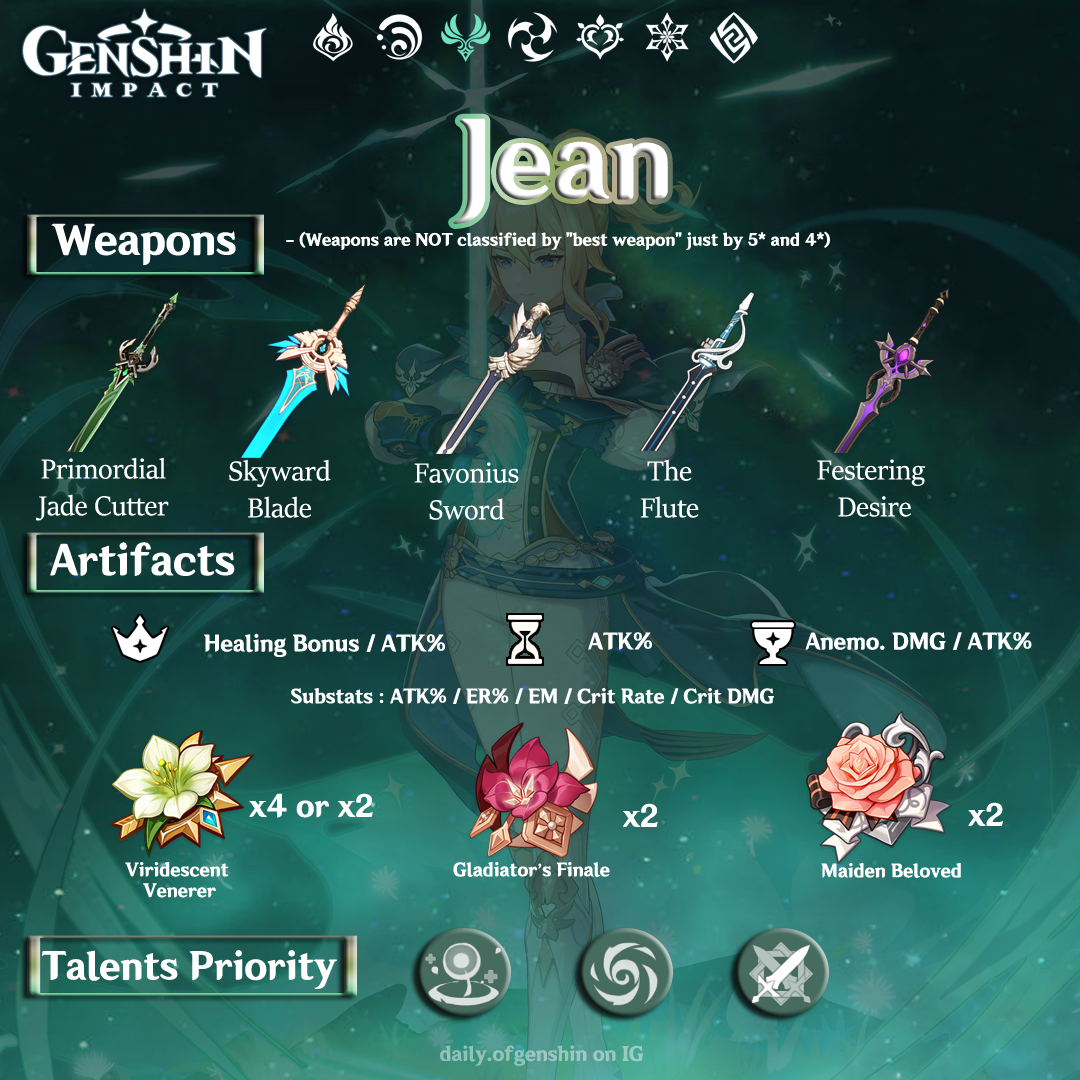 GENSHIN
IMPACT
Jean
Weapons
- (Weapons are NOT classified by "best weapon" just by 5* and 4*)
Primordial
Jade Cutter
Skyward
Blade
Favonius
Sword
The
Flute
Festering
Desire
Artifacts
Healing Bonus / ATK%
ATK%
Anemo. DMG / ATK%
Substats : ATK% / ER% / EM / Crit Rate / Crit DMG
x4 or x2
x2
x2
Viridescent
Venerer
Gladiator's Finale
Maiden Beloved
Talents Priority
daily.ofgenshin on IG